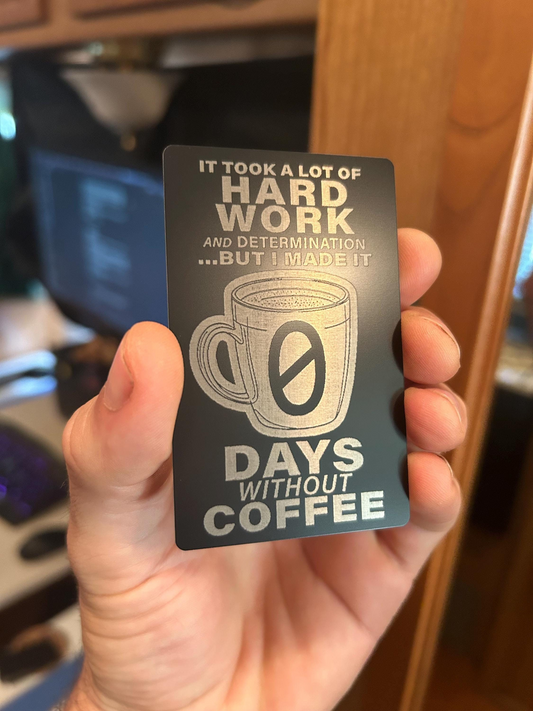 IT TOOK A LOT OF
HARD
WORK
AND DETERMINATION
...BUT I MADE IT
0
DAYS
WITHOUT
COFFEE